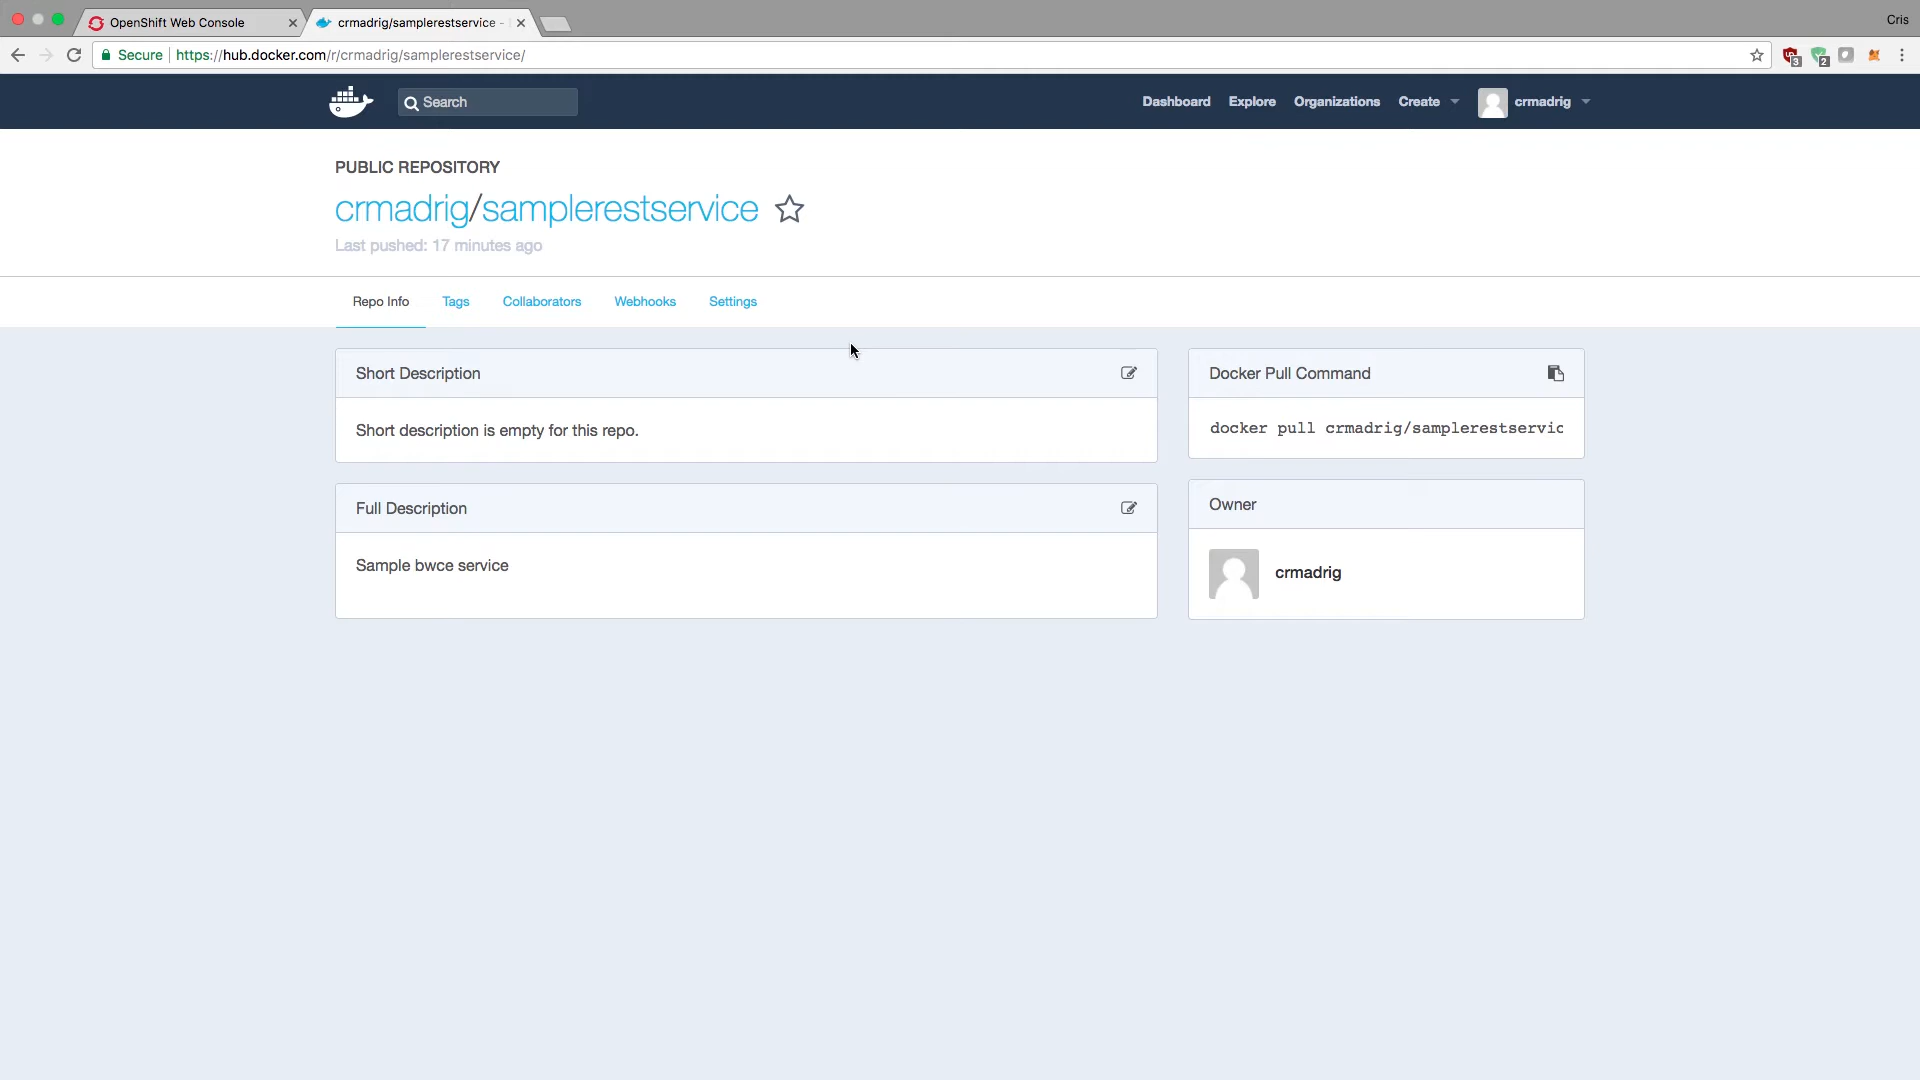 OpenShift Web Console
crmadrig/samplerestservice -
Cris
Secure
https://hub.docker.com/r/crmadrig/samplerestservice/
3
2
Search
Dashboard
Explore
Organizations
Create
crmadrig
PUBLIC REPOSITORY
crmadrig/samplerestservice
Last pushed: 17 minutes ago
Repo Info
Tags
Collaborators
Webhooks
Settings
Short Description
Short description is empty for this repo.
Full Description
Sample bwce service
Docker Pull Command
docker pull crmadrig/samplerestservic
Owner
crmadrig